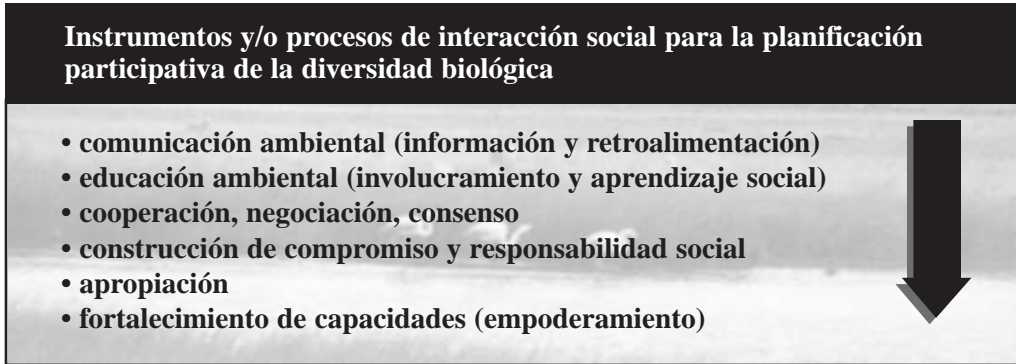 Instrumentos y/o procesos de interacción social para la planificación
participativa de la diversidad biológica
• comunicación ambiental (información y retroalimentación)
• educación ambiental (involucramiento y aprendizaje social)
• cooperación, negociación, consenso
• construcción de compromiso y responsabilidad social
• apropiación
• fortalecimiento de capacidades (empoderamiento)